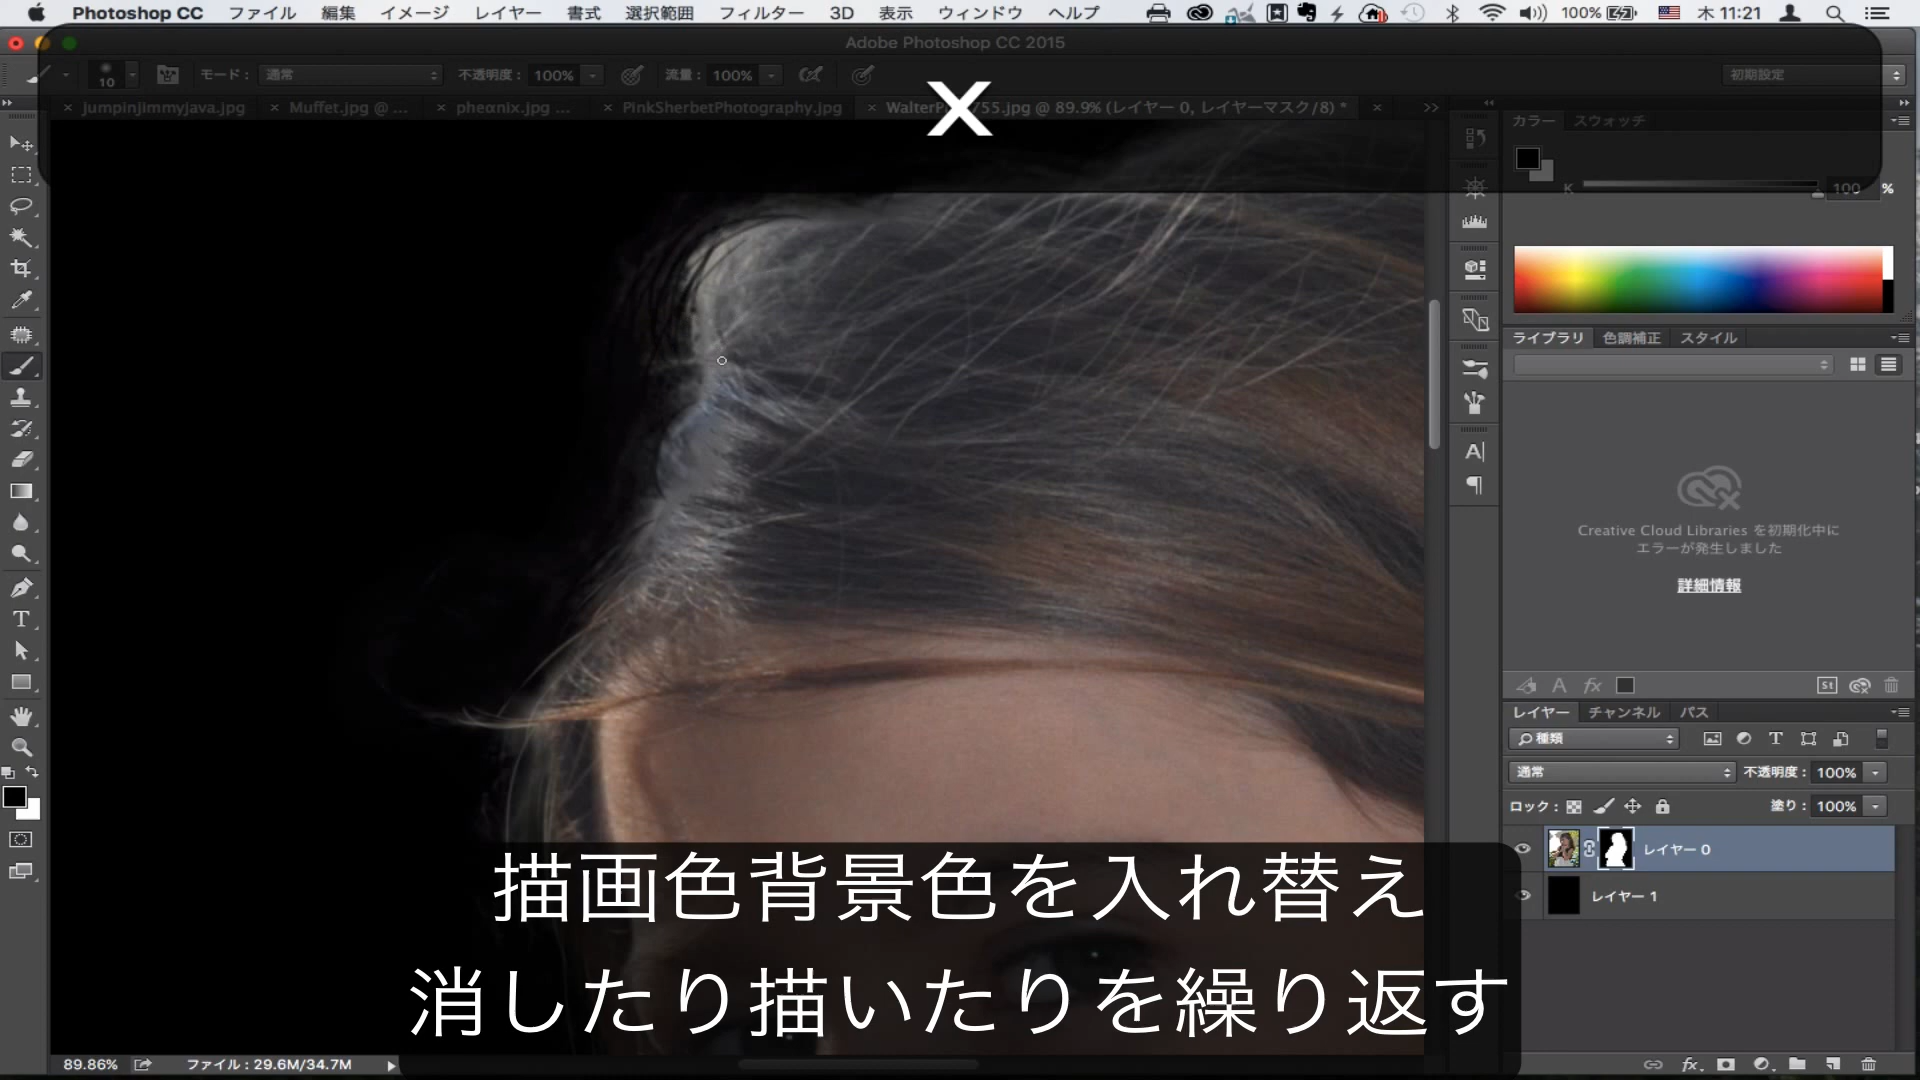 Photoshop CC ファイル 編集 イメージ レイヤー 書式 選択範囲 フィルター 3D 表示 ウィンドウ ヘルプ 100% 木 11:21
Adobe Photoshop CC 2015
10 モード： 通常 不透明度： 100% 流量： 100% 初期設定
× jumpinjimmyjava.jpg × Muffet.jpg @ ... × pheonix.jpg ... × PinkSherbetPhotography.jpg × 755.jpg @ 89.9% (レイヤー 0, レイヤーマスク/8) * × >>
X
カラー スウォッチ
K 100 %
ライブラリ 色調補正 スタイル
Creative Cloud Libraries を初期化中に
エラーが発生しました
詳細情報
St
レイヤー チャンネル パス
種類
通常 不透明度： 100%
ロック： 塗り： 100%
レイヤー 0
レイヤー 1
描画色背景色を入れ替え
消したり描いたりを繰り返す
89.86% ファイル：29.6M/34.7M